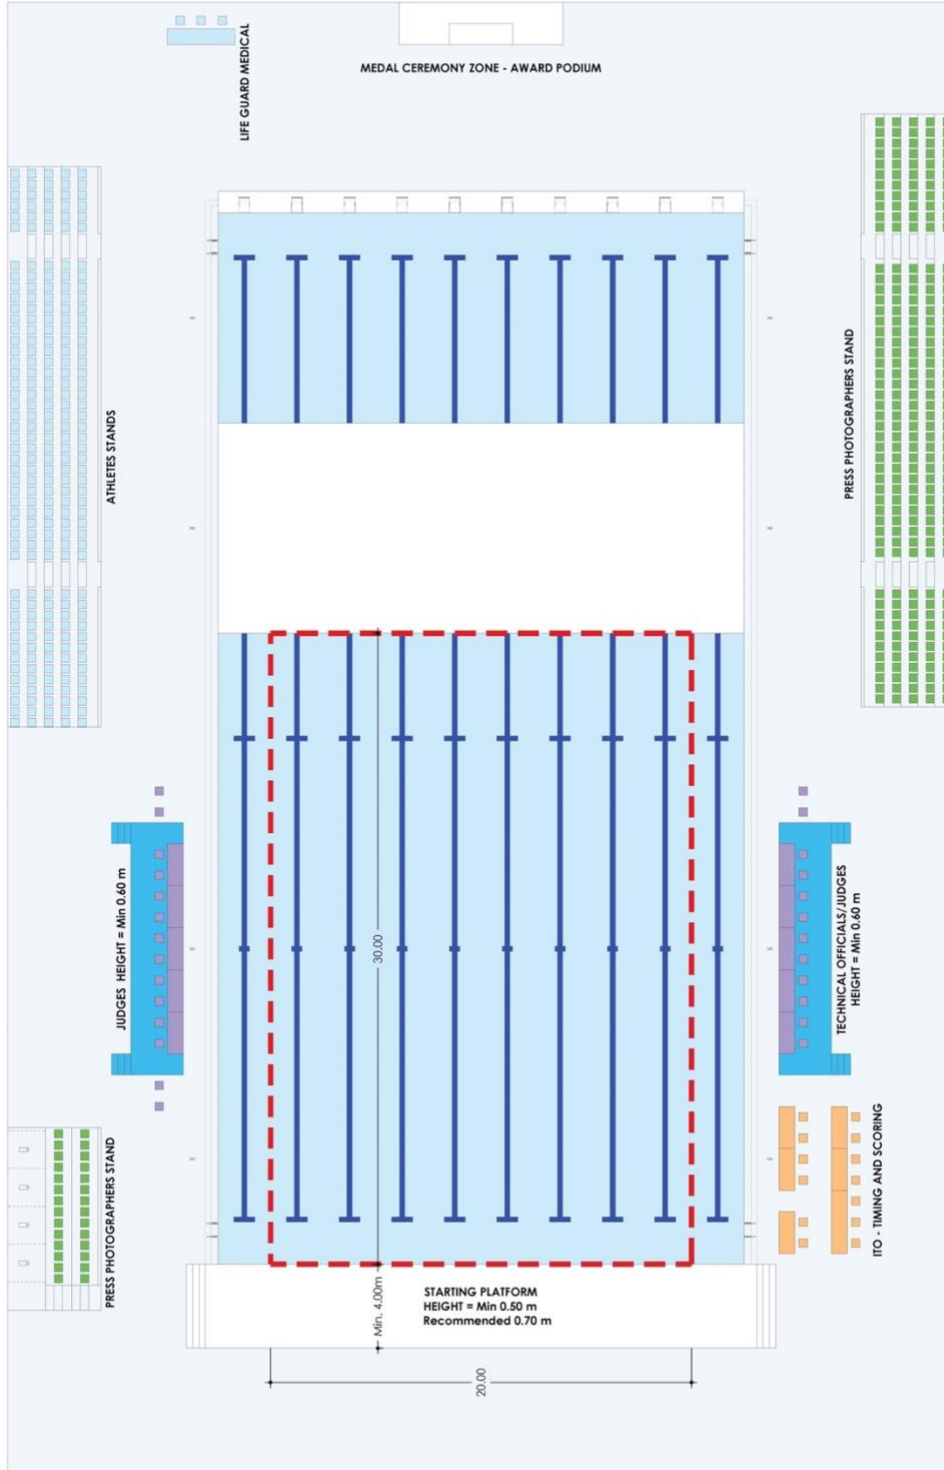 LIFE GUARD MEDICAL
MEDAL CEREMONY ZONE - AWARD PODIUM
ATHLETES STANDS
PRESS PHOTOGRAPHERS STAND
JUDGES HEIGHT = Min 0.60 m
30.00
TECHNICAL OFFICIALS/JUDGES
HEIGHT = Min 0.60 m
PRESS PHOTOGRAPHERS STAND
ITO - TIMING AND SCORING
Min. 4.00m
STARTING PLATFORM
HEIGHT = Min 0.50 m
Recommended 0.70 m
20.00